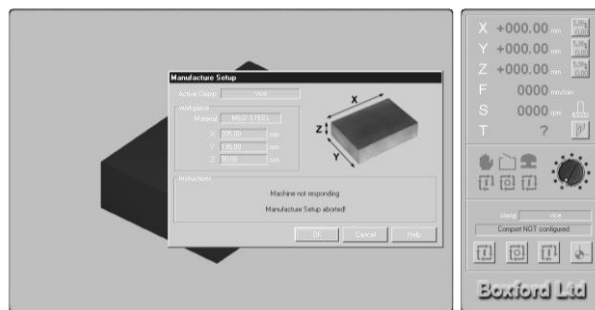 Manufacture Setup
Active Clamp vice
Workpiece
Material MILD STEEL
X mm
Y mm
Z mm
X
Z
Y
Instructions
Machine not responding
Manufacture Setup aborted!
OK Cancel Help
X +000.00 mm
Y +000.00 mm
Z +000.00 mm
F 0000 mm/min
S 0000 rpm
T ?
clamp vice
Comport NOT configured
Boxford Ltd